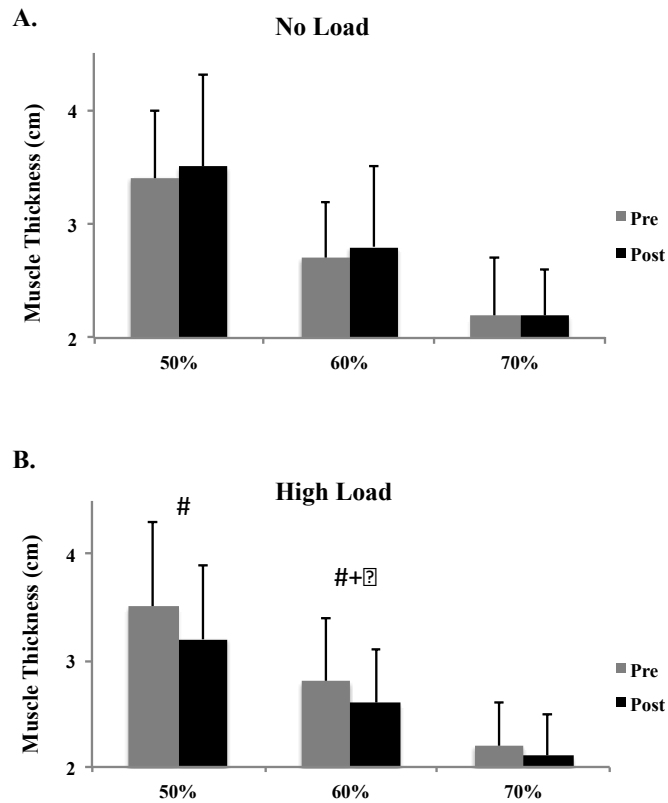 A.
No Load
Muscle Thickness (cm)
4
3
2
50% 60% 70%
Pre
Post
B.
High Load
Muscle Thickness (cm)
#
#+⍰
4
3
2
50% 60% 70%
Pre
Post